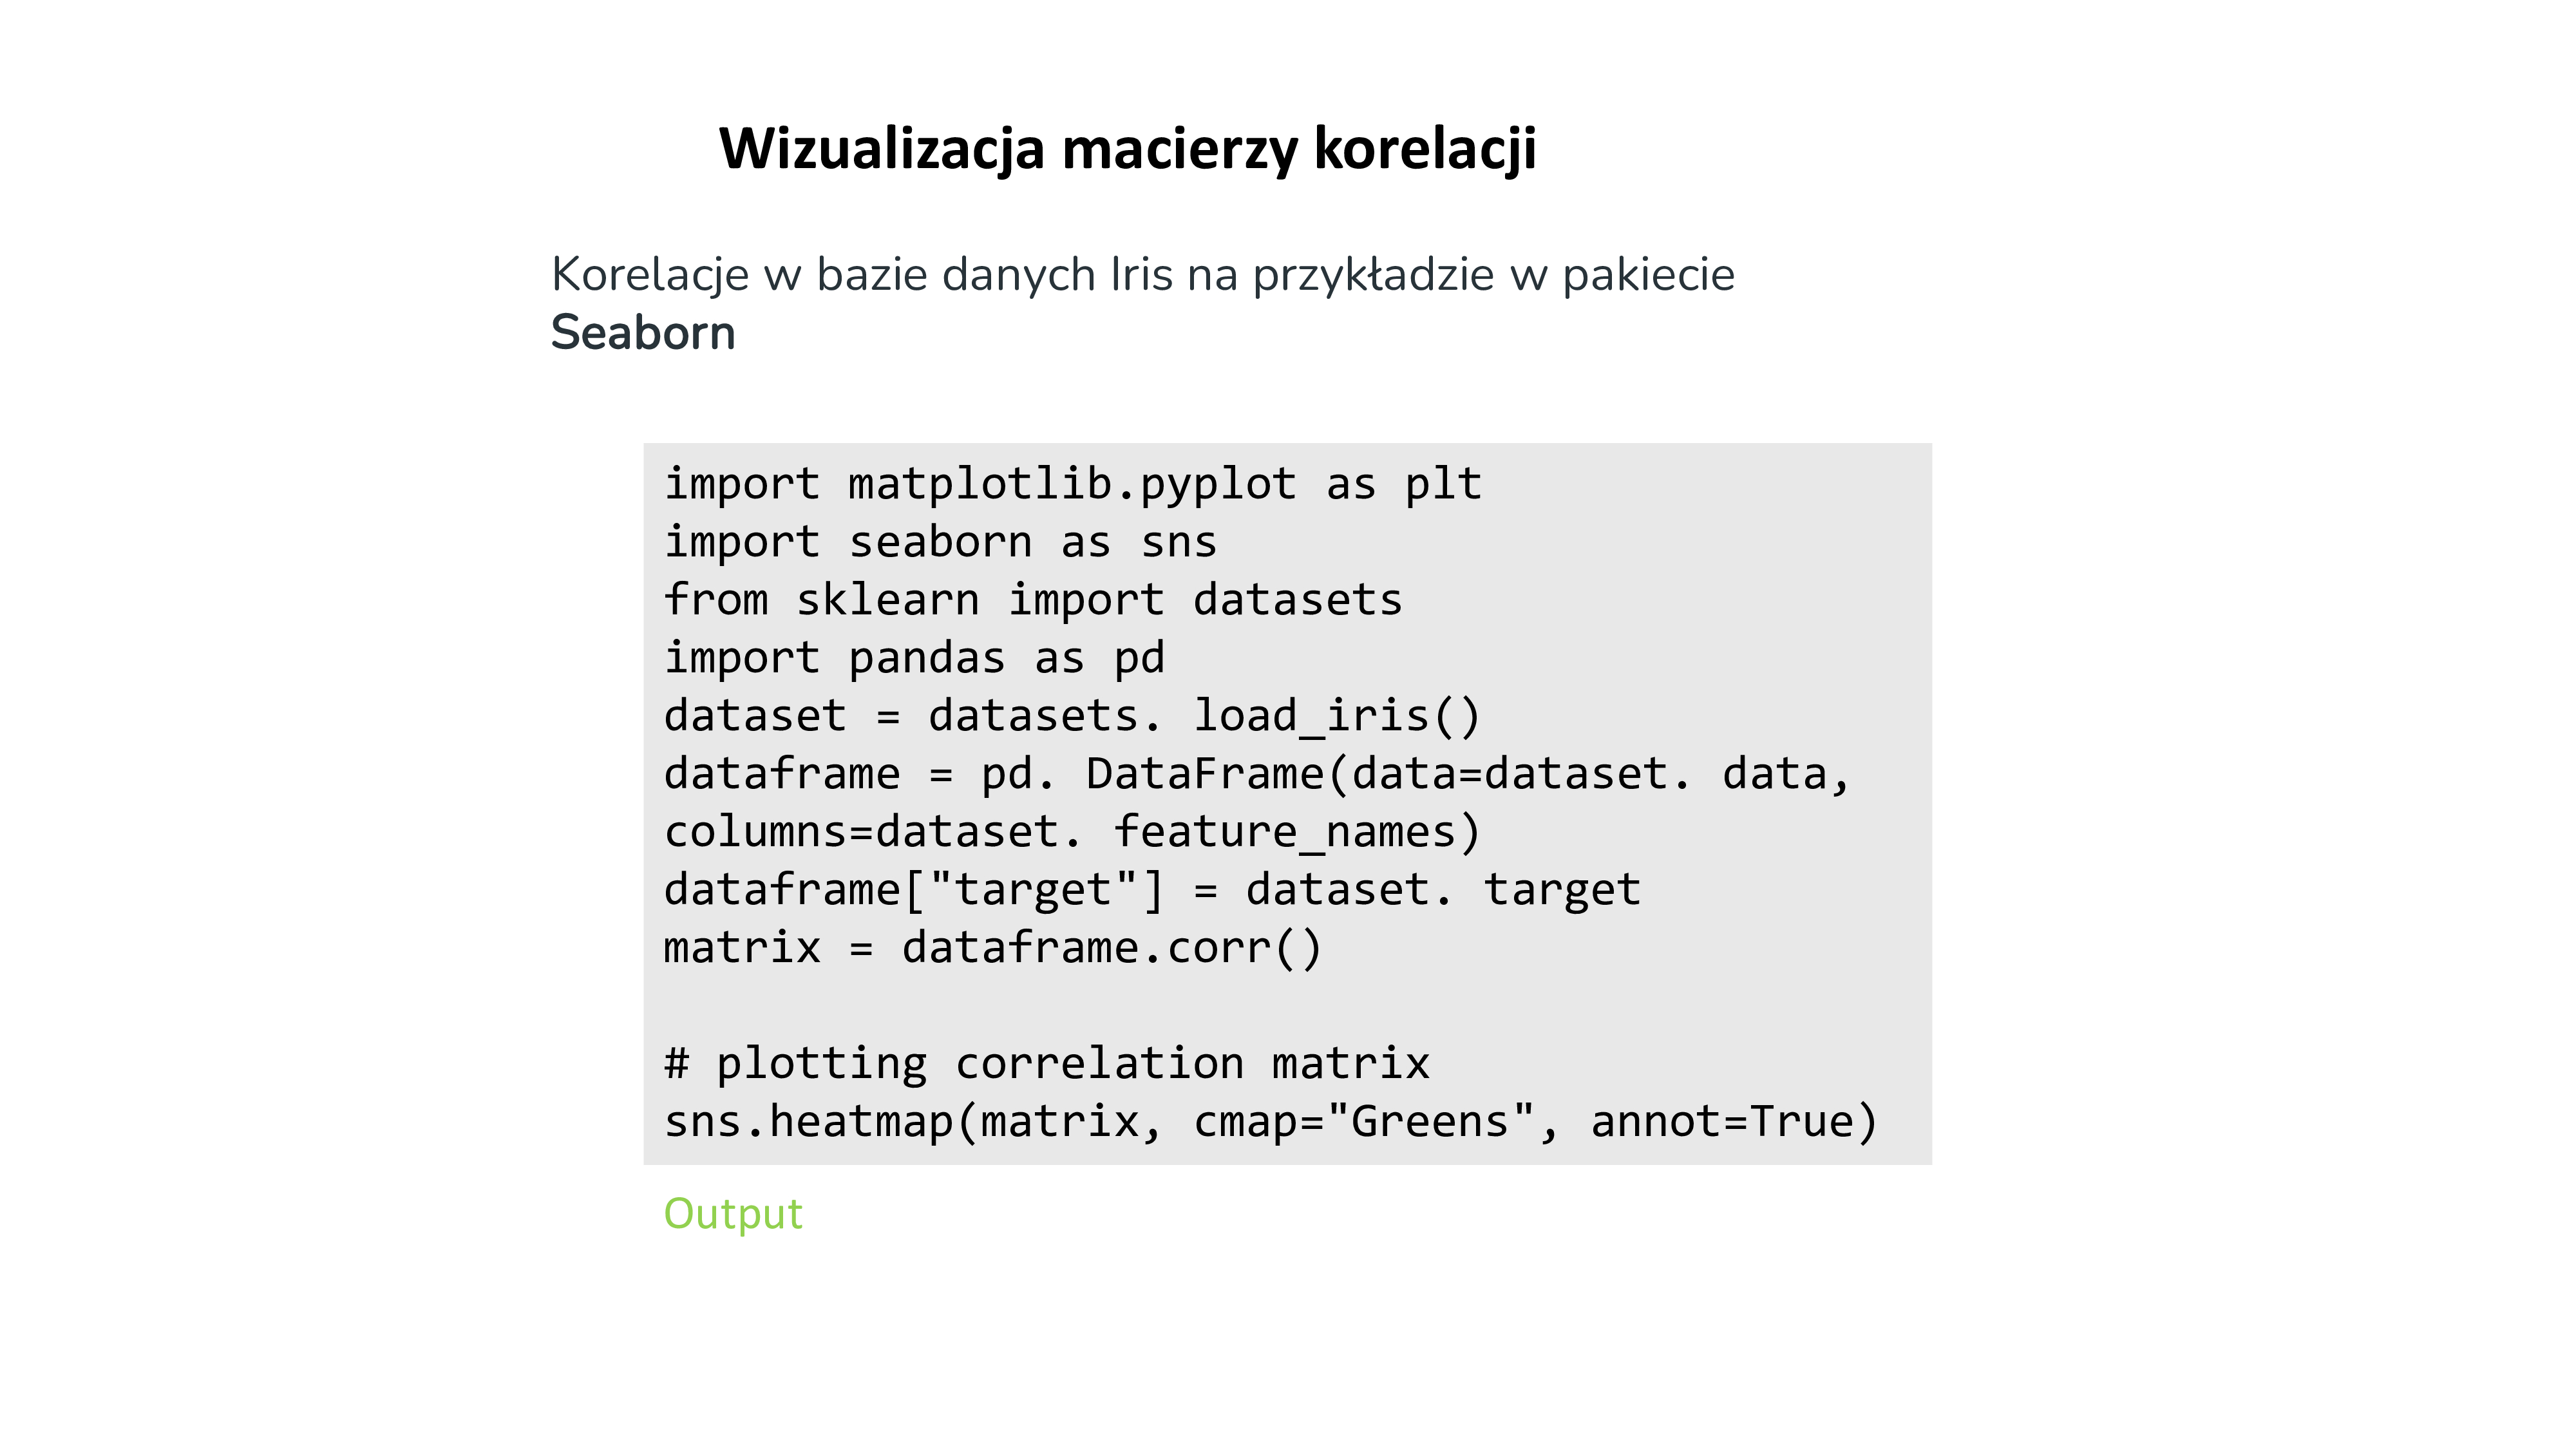 Wizualizacja macierzy korelacji
Korelacje w bazie danych Iris na przykładzie w pakiecie
Seaborn
import matplotlib.pyplot as plt
import seaborn as sns
from sklearn import datasets
import pandas as pd
dataset = datasets. load_iris()
dataframe = pd. DataFrame(data=dataset. data,
columns=dataset. feature_names)
dataframe["target"] = dataset. target
matrix = dataframe.corr()
# plotting correlation matrix
sns.heatmap(matrix, cmap="Greens", annot=True)
Output